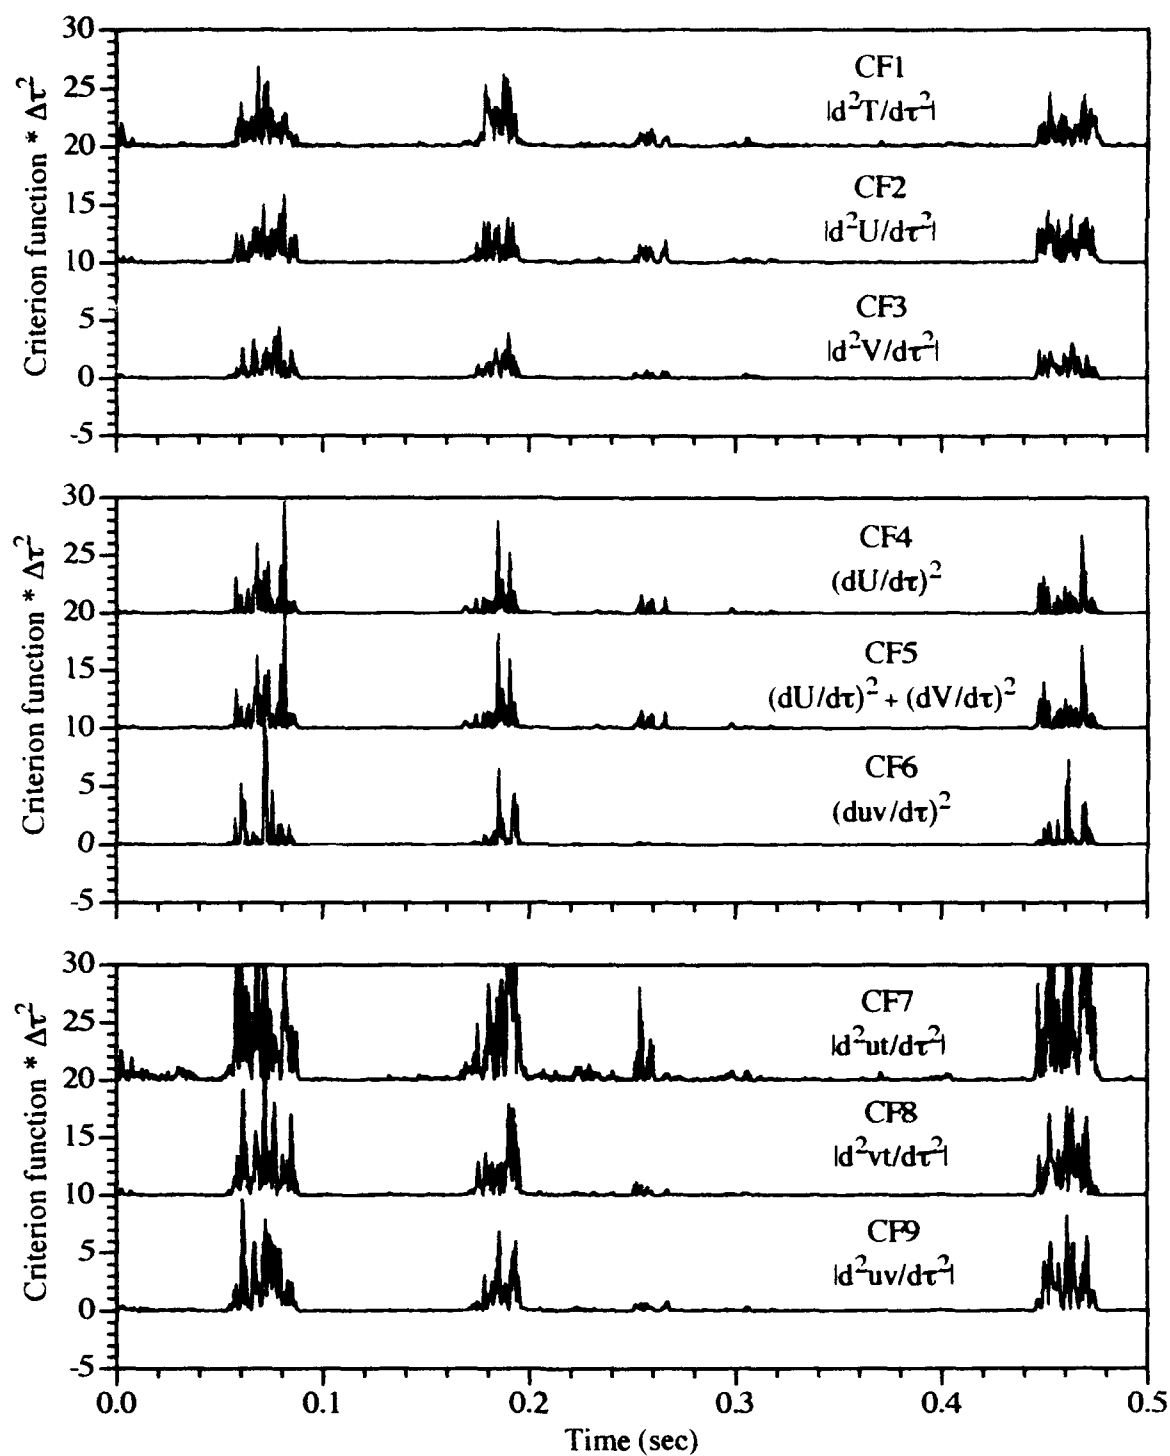 30
25
20
15
10
5
0
-5
Criterion function * Δτ²
CF1
|d²T/dτ²|
CF2
|d²U/dτ²|
CF3
|d²V/dτ²|
30
25
20
15
10
5
0
-5
Criterion function * Δτ²
CF4
(dU/dτ)²
CF5
(dU/dτ)² + (dV/dτ)²
CF6
(duv/dτ)²
30
25
20
15
10
5
0
-5
Criterion function * Δτ²
CF7
|d²ut/dτ²|
CF8
|d²vt/dτ²|
CF9
|d²uv/dτ²|
0.0 0.1 0.2 0.3 0.4 0.5
Time (sec)